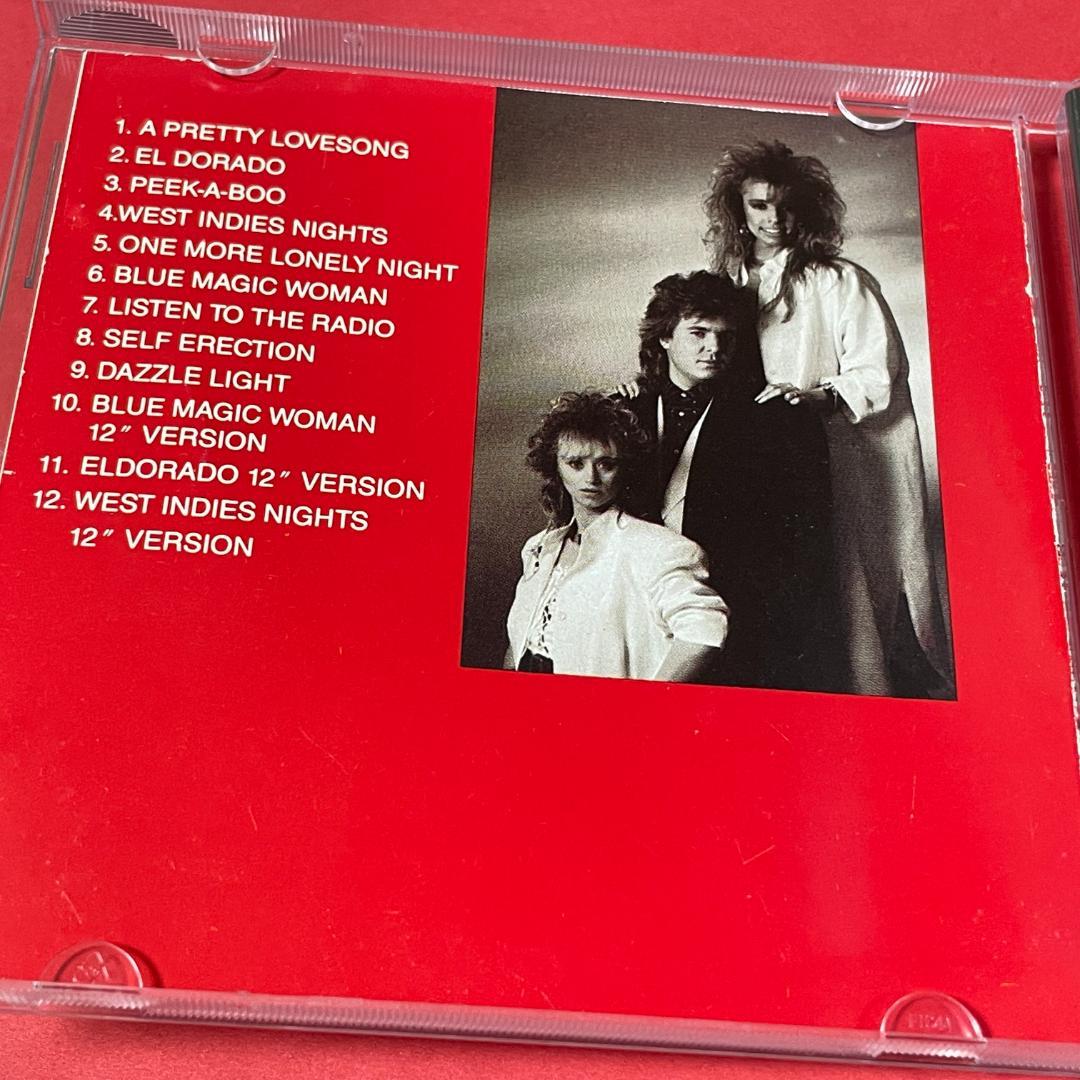 1. A PRETTY LOVESONG
2. EL DORADO
3. PEEK-A-BOO
4.WEST INDIES NIGHTS
5. ONE MORE LONELY NIGHT
6. BLUE MAGIC WOMAN
7. LISTEN TO THE RADIO
8. SELF ERECTION
9. DAZZLE LIGHT
10. BLUE MAGIC WOMAN
12″ VERSION
11. ELDORADO 12″ VERSION
12. WEST INDIES NIGHTS
12″ VERSION